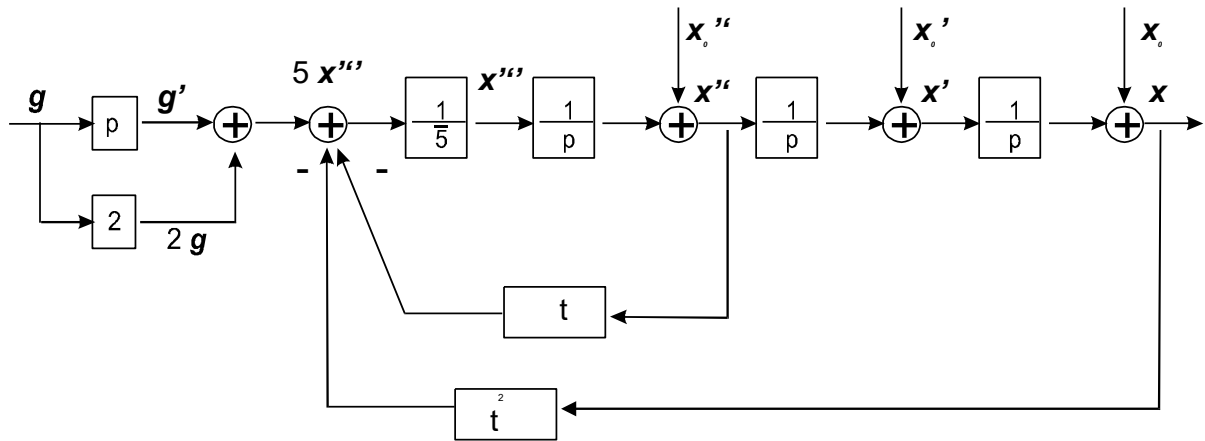 x₀’‘ x₀’ x₀
5 x’‘’ x’‘’ x’‘ x’ x
g g’
p + + 1/5 1/p + 1/p + 1/p +
- -
2
2 g
t
t²